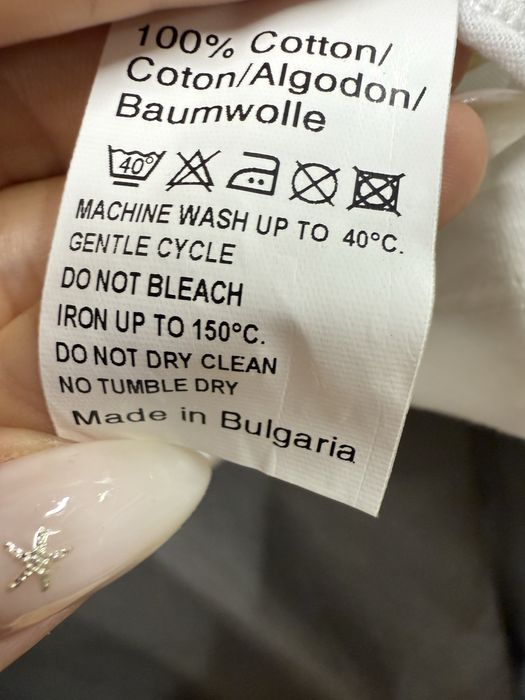 100% Cotton/
Coton/Algodon/
Baumwolle
40°
MACHINE WASH UP TO 40°C.
GENTLE CYCLE
DO NOT BLEACH
IRON UP TO 150°C.
DO NOT DRY CLEAN
NO TUMBLE DRY
Made in Bulgaria